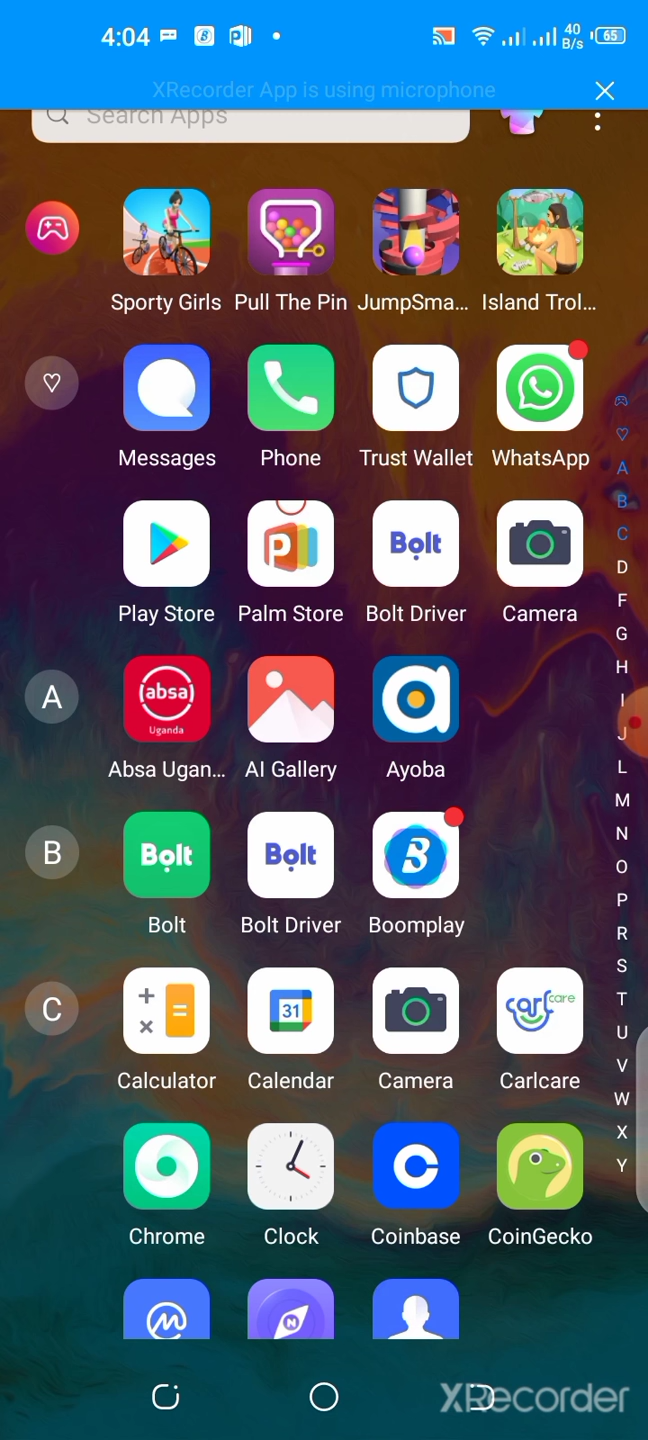 4:04
40
B/s
65
XRecorder App is using microphone
Search Apps
Sporty Girls Pull The Pin JumpSma... Island Trol...
Messages Phone Trust Wallet WhatsApp
Bolt
Play Store Palm Store Bolt Driver Camera
A
absa
Uganda
Absa Ugan... AI Gallery Ayoba
B
Bolt Bolt
Bolt Bolt Driver Boomplay
C
31
carl care
Calculator Calendar Camera Carlcare
Chrome Clock Coinbase CoinGecko
N
A
B
C
D
F
G
H
I
J
L
M
N
O
P
R
S
T
U
V
W
X
Y
XRecorder